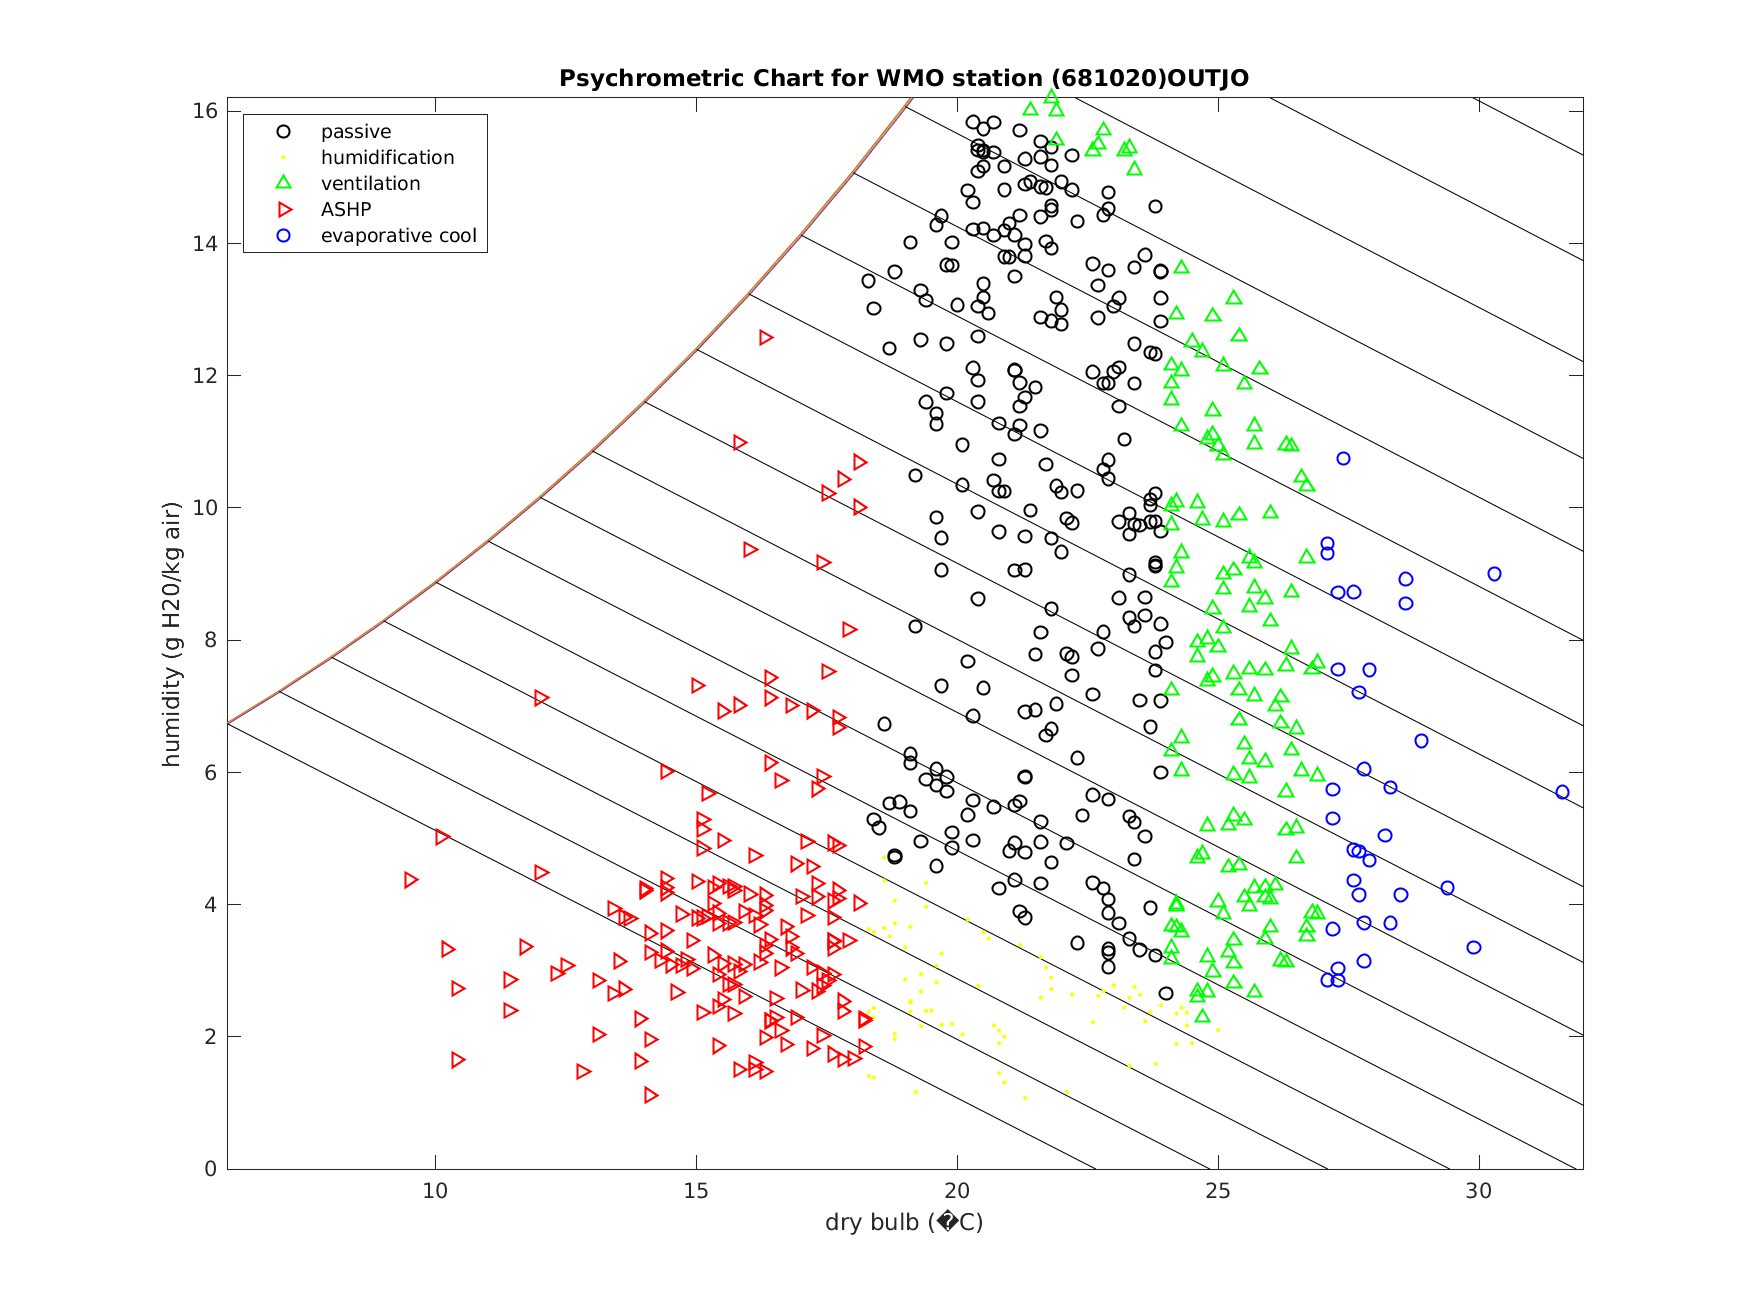 Psychrometric Chart for WMO station (681020)OUTJO
passive
humidification
ventilation
ASHP
evaporative cool
16
14
12
10
8
6
4
2
0
humidity (g H20/kg air)
10 15 20 25 30
dry bulb (�C)